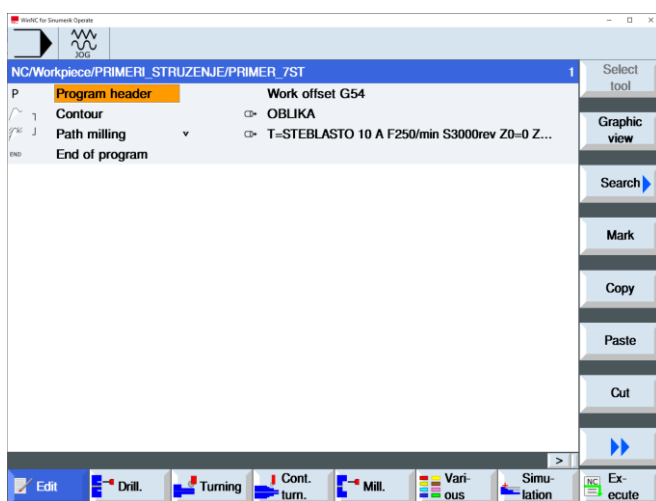 WinNC for Sinumerik Operate
JOG
NC/Workpiece/PRIMERI_STRUZENJE/PRIMER_7ST 1
P Program header Work offset G54
Contour OBLIKA
Path milling v T=STEBLASTO 10 A F250/min S3000rev Z0=0 Z...
END End of program
Select
tool
Graphic
view
Search
Mark
Copy
Paste
Cut
>
Edit
Drill.
Turning
Cont.
turn.
Mill.
Vari-
ous
Simu-
lation
NC Ex-
ecute